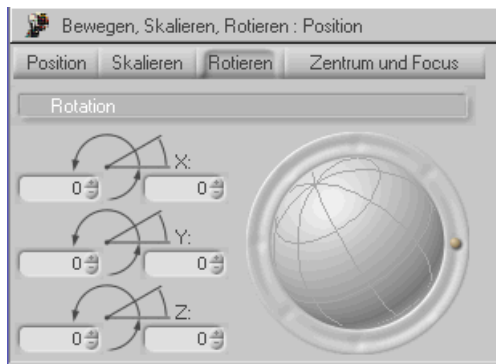 Bewegen, Skalieren, Rotieren : Position
Position Skalieren Rotieren Zentrum und Focus
Rotation
X:
0 0
Y:
0 0
Z:
0 0